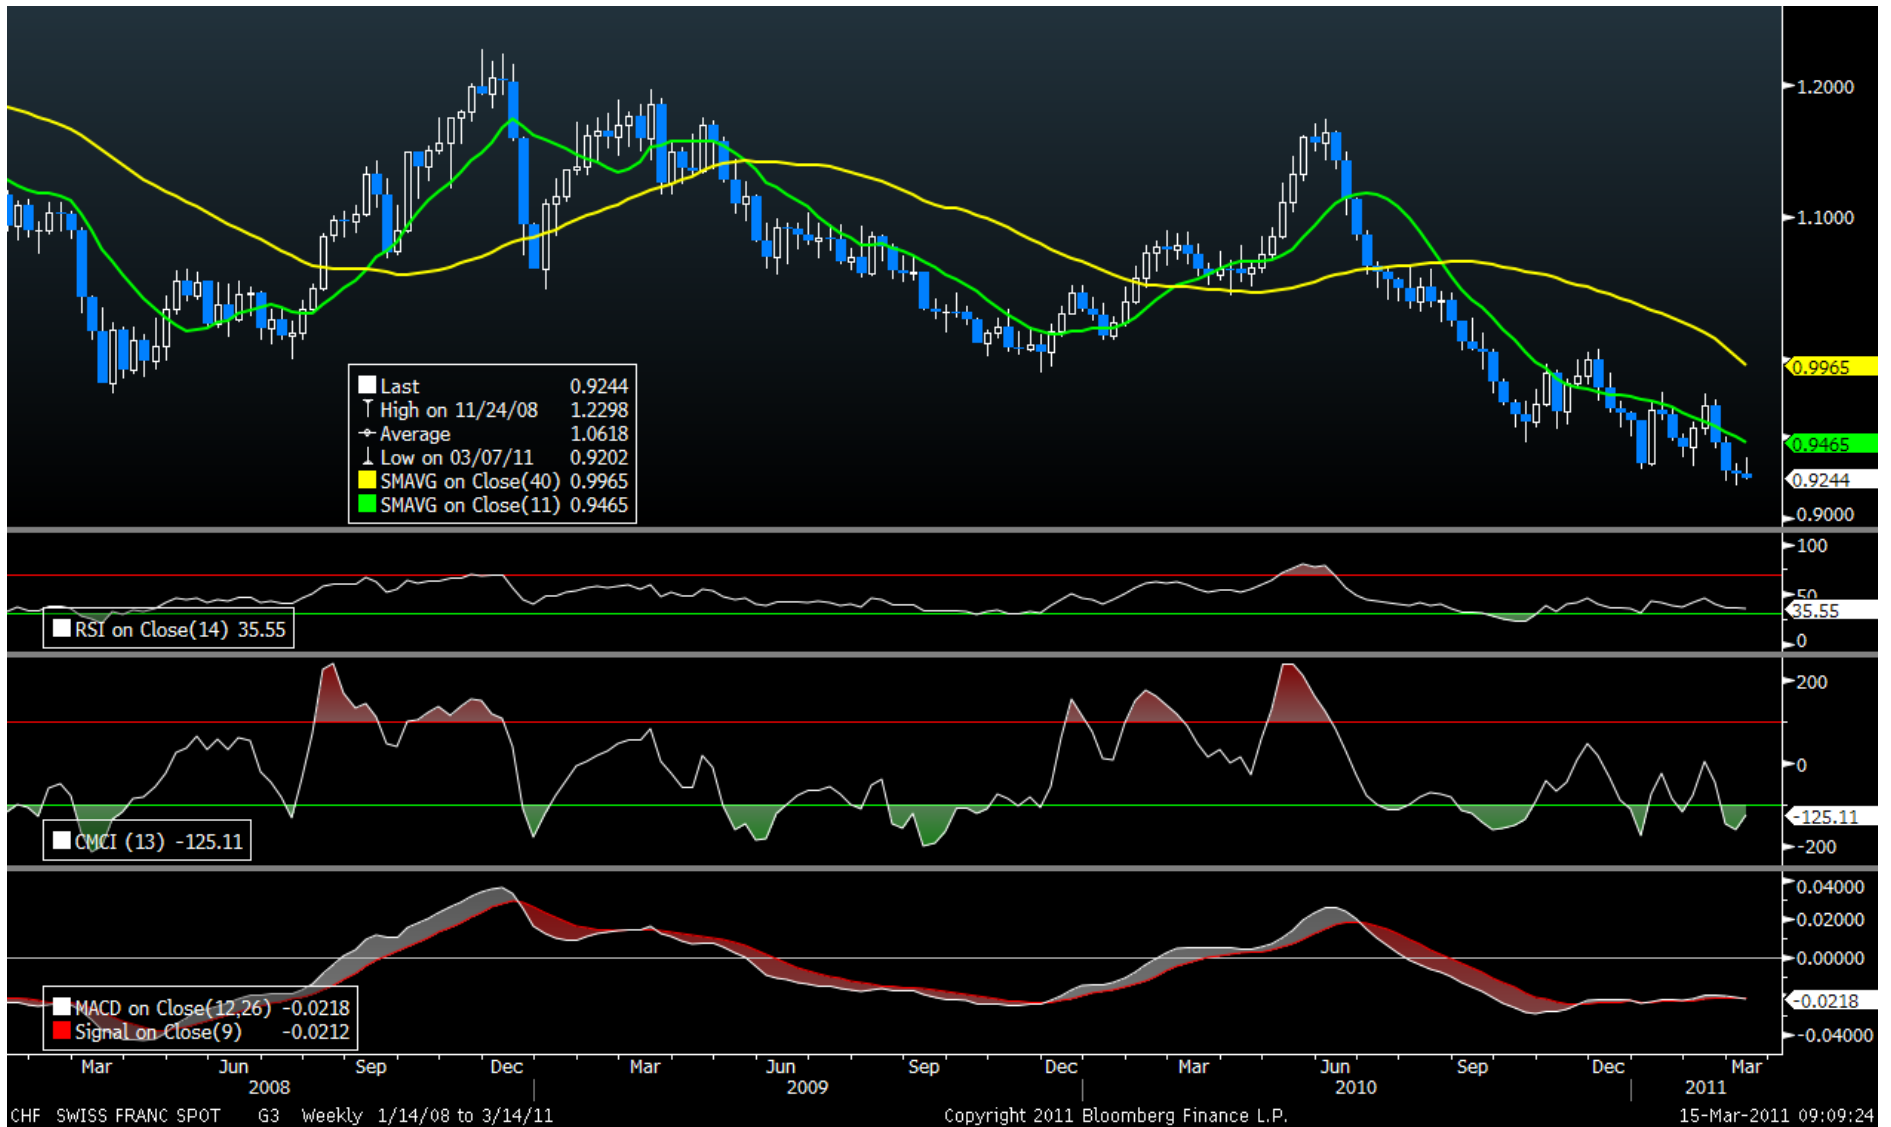 1.2000
1.1000
0.9965
0.9465
0.9244
0.9000
Last 0.9244
High on 11/24/08 1.2298
Average 1.0618
Low on 03/07/11 0.9202
SMAVG on Close(40) 0.9965
SMAVG on Close(11) 0.9465
100
50
35.55
0
RSI on Close(14) 35.55
200
0
-125.11
-200
CMCI (13) -125.11
0.04000
0.02000
0.00000
-0.0218
-0.04000
MACD on Close(12,26) -0.0218
Signal on Close(9) -0.0212
Mar Jun Sep Dec Mar Jun Sep Dec Mar Jun Sep Dec Mar
2008 2009 2010 2011
CHF SWISS FRANC SPOT G3 Weekly 1/14/08 to 3/14/11 Copyright 2011 Bloomberg Finance L.P. 15-Mar-2011 09:09:24